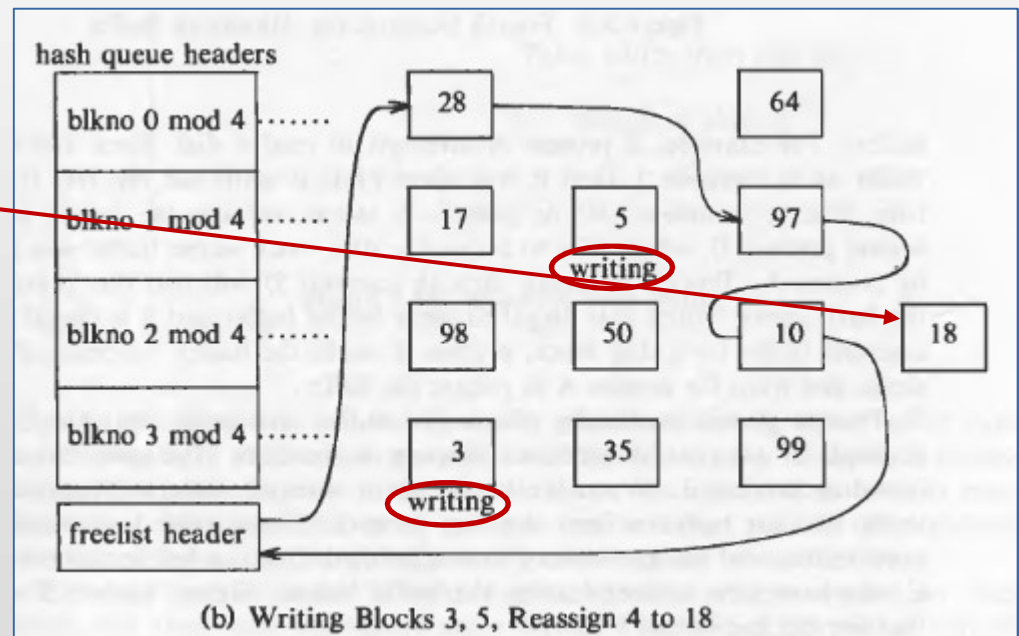 hash queue headers
blkno 0 mod 4
28
64
blkno 1 mod 4
17
5
97
writing
blkno 2 mod 4
98
50
10
18
blkno 3 mod 4
3
35
99
writing
freelist header
(b) Writing Blocks 3, 5, Reassign 4 to 18